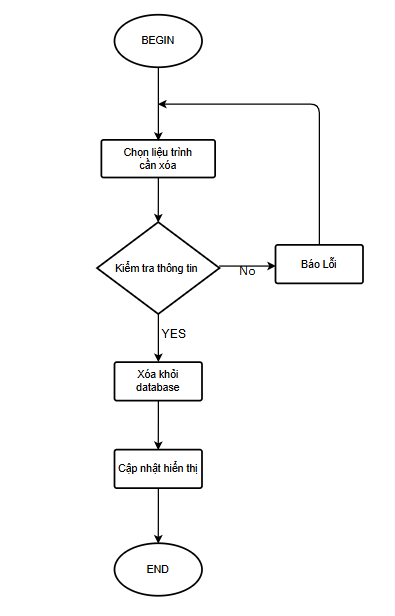 BEGIN
Chọn liệu trình
cần xóa
Kiểm tra thông tin
No
Báo Lỗi
YES
Xóa khỏi
database
Cập nhật hiển thị
END